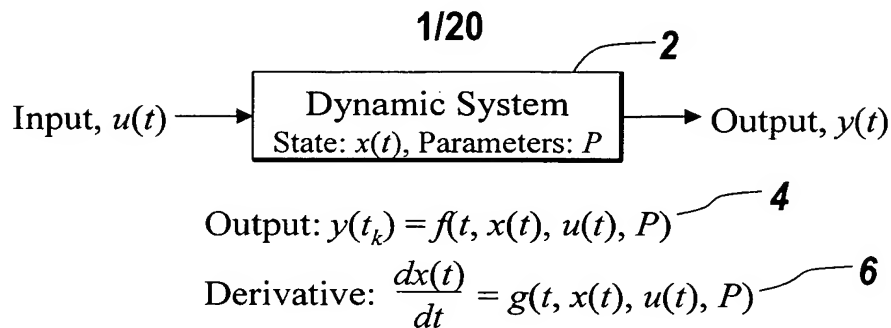 1/20
2
Input, u(t)
Dynamic System
State: x(t), Parameters: P
Output, y(t)
Output: y(t_k) = f(t, x(t), u(t), P)
4
Derivative: dx(t)/dt = g(t, x(t), u(t), P)
6